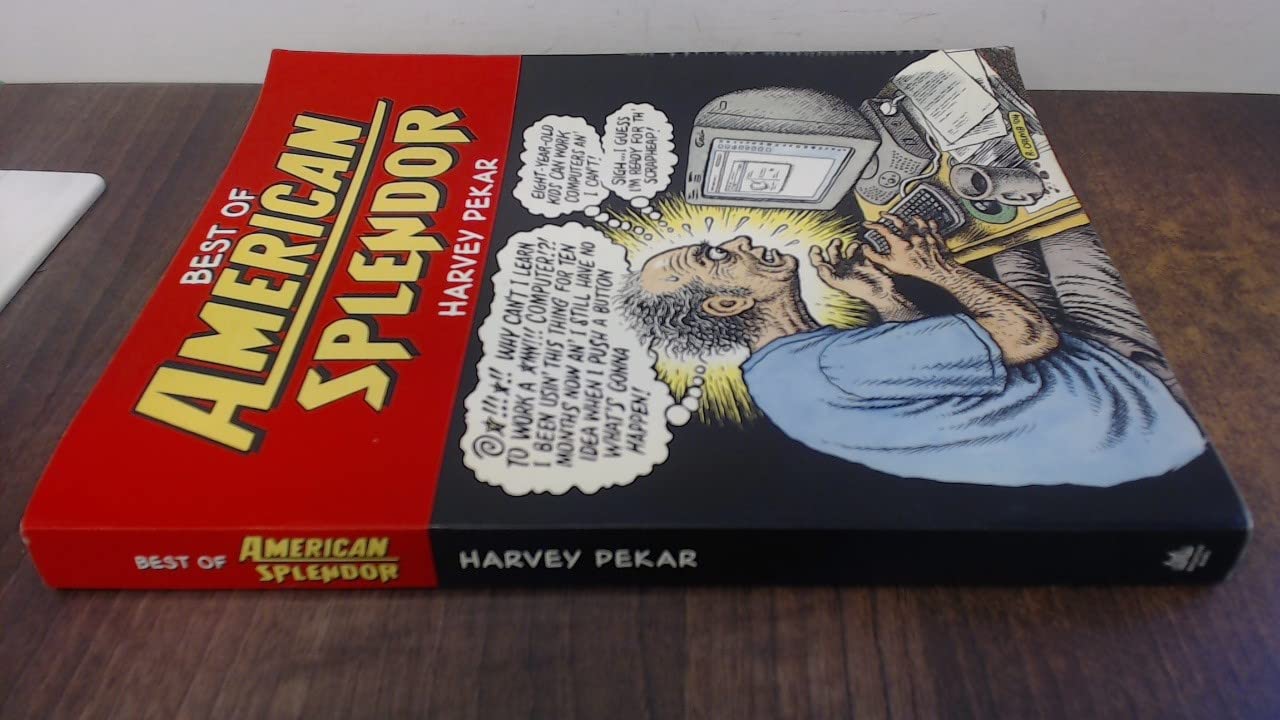 BEST OF
AMERICAN
SPLENDOR
HARVEY PEKAR
EIGHT-YEAR-OLD
KIDS CAN WORK
COMPUTERS AN'
I CAN'T!
SIGH... I GUESS
I'M READY FOR TH'
SCRAPHEAP!
@!!!*!! WHY CAN'T I LEARN
TO WORK A *#%!!! COMPUTER?!
I BEEN USIN' THIS THING FOR TEN
MONTHS NOW AN' I STILL HAVE NO
IDEA WHEN I PUSH A BUTTON
WHAT'S GONNA
HAPPEN!
BEST OF
AMERICAN
SPLENDOR
HARVEY PEKAR